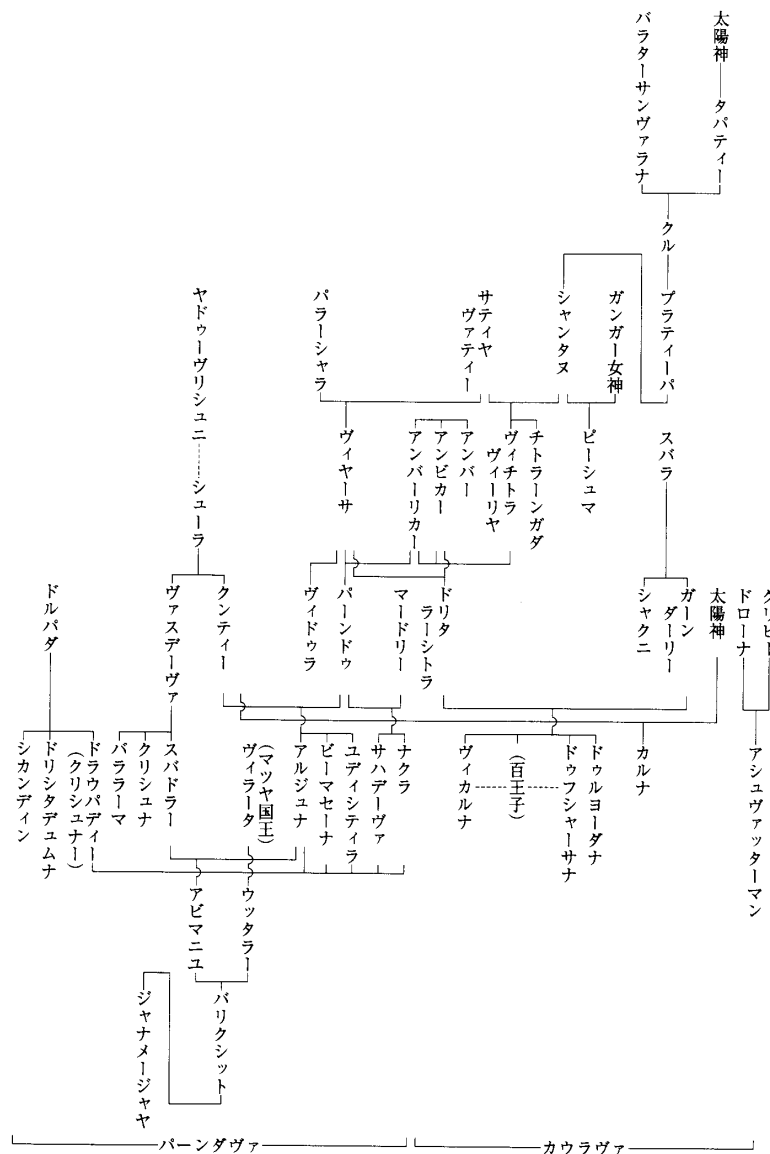 太陽神
タパティー
バラターサンヴァラナ
クル
プラティーパ
ガンガー女神
シャンタヌ
サティヤ
ヴァティー
パラーシャラ
ヤドゥーヴリシュニ
シューラ
スバラ
ビーシュマ
チトラーンガダ
ヴィチトラ
ヴィーリヤ
アンバー
アンビカー
アンバーリカー
ヴィヤーサ
ドローナ
太陽神
ガーン
ダーリー
シャクニ
ドリタ
ラーシトラ
マードリー
パーンドゥ
ヴィドゥラ
クンティー
ヴァスデーヴァ
ドルパダ
アシュヴァッターマン
カルナ
ドゥルヨーダナ
ドゥフシャーサナ
(百王子)
ヴィカルナ
ナクラ
サハデーヴァ
ユディシティラ
ビーマセーナ
アルジュナ
(マツヤ国王)
ヴィラータ
スバドラー
クリシュナ
バララーマ
ドラウパディー
(クリシュナー)
ドリシタデュムナ
シカンディン
ウッタラー
アビマニユ
パリクシット
ジャナメージャヤ
カウラヴァ
パーンダヴァ